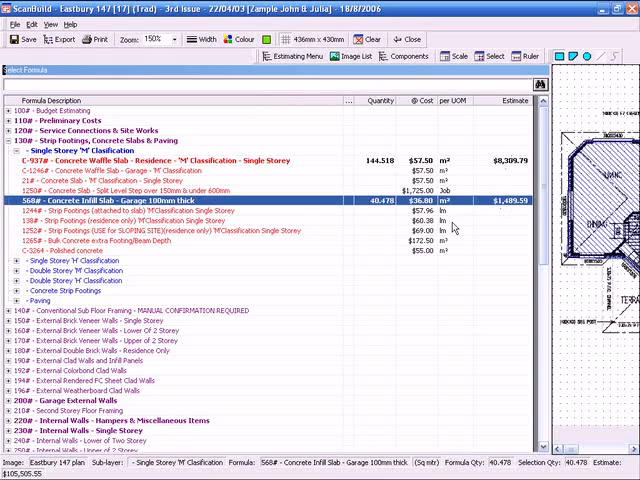 ScanBuild - Eastbury 147 [17] (Trad) - 3rd Issue - 22/04/03 [Zample John & Julia] - 18/8/2006
File Edit View Help
Save Export Print Zoom: 150% Width Colour 436mm x 430mm Clear Close
Estimating Menu Image List Components Scale Select Ruler
Select Formula
Formula Description ... Quantity @ Cost per UOM Estimate
100# - Budget Estimating
110# - Preliminary Costs
120# - Service Connections & Site Works
130# - Strip Footings, Concrete Slabs & Paving
- Single Storey 'M' Clasification
C-937# - Concrete Waffle Slab - Residence - 'M' Classification - Single Storey 144.518 $57.50 m² $8,309.79
C-1246# - Concrete Waffle Slab - Garage - 'M' Classification $57.50 m²
21# - Concrete Slab - 'M' Classification - Single Storey $57.50 m²
1250# - Concrete Slab - Split Level Step over 150mm & under 600mm $1,725.00 Job
568# - Concrete Infill Slab - Garage 100mm thick 40.478 $36.80 m² $1,489.59
1244# - Strip Footings (attached to slab) 'M'Classification Single Storey $57.96 lm
138# - Strip Footings (residence only) 'M'Classification Single Storey $60.38 lm
1252# - Strip Footings (USE for SLOPING SITE)(residence only) 'M'Classification Single Storey $69.00 lm
1265# - Bulk Concrete extra Footing/Beam Depth $172.50 m³
C-3264 - Polished concrete $55.00 m²
- Single Storey 'H' Classification
- Double Storey 'M' Classification
- Double Storey 'H' Classification
- Concrete Strip Footings
- Paving
140# - Conventional Sub Floor Framing - MANUAL CONFIRMATION REQUIRED
150# - External Brick Veneer Walls - Single Storey
160# - External Brick Veneer Walls - Lower Of 2 Storey
170# - External Brick Veneer Walls - Upper of 2 Storey
180# - External Double Brick Walls - Residence Only
190# - External Clad Walls and Infill Panels
192# - External Colorbond Clad Walls
194# - External Rendered FC Sheet Clad Walls
196# - External Weatherboard Clad Walls
200# - Garage External Walls
210# - Second Storey Floor Framing
220# - Internal Walls - Hampers & Miscellaneous Items
230# - Internal Walls - Single Storey
240# - Internal Walls - Lower of Two Storey
250# - Internal Walls - Upper of 2 Storey
LIVING
DINING
Image: Eastbury 147 plan Sub-layer: - Single Storey 'M' Clasification Formula: 568# - Concrete Infill Slab - Garage 100mm thick (Sq mtr) Formula Qty: 40.478 Selection Qty: 40.478 Estimate:
$105,505.55